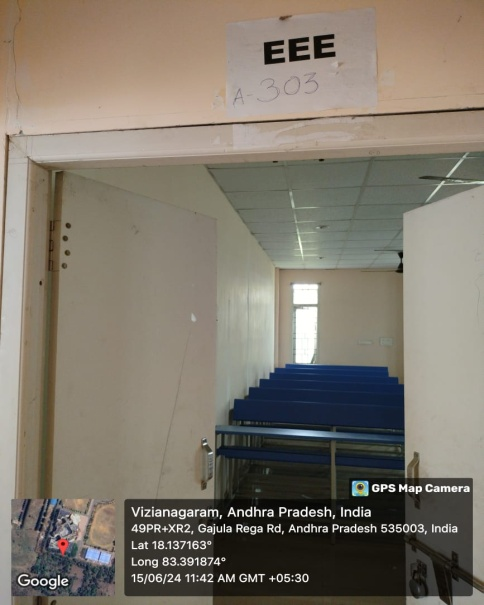 EEE
A-303
GPS Map Camera
Vizianagaram, Andhra Pradesh, India
49PR+XR2, Gajula Rega Rd, Andhra Pradesh 535003, India
Lat 18.137163°
Long 83.391874°
15/06/24 11:42 AM GMT +05:30
Google